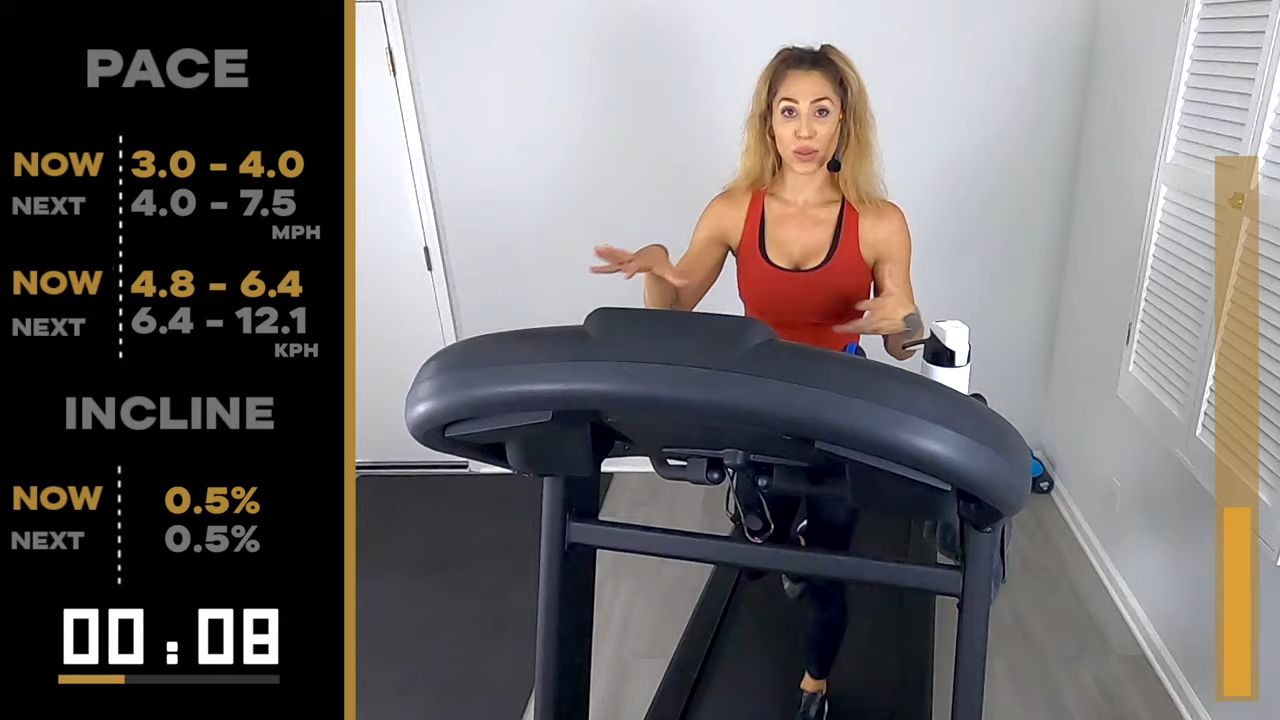 PACE
NOW 3.0 - 4.0
NEXT 4.0 - 7.5
MPH
NOW 4.8 - 6.4
NEXT 6.4 - 12.1
KPH
INCLINE
NOW 0.5%
NEXT 0.5%
00:08